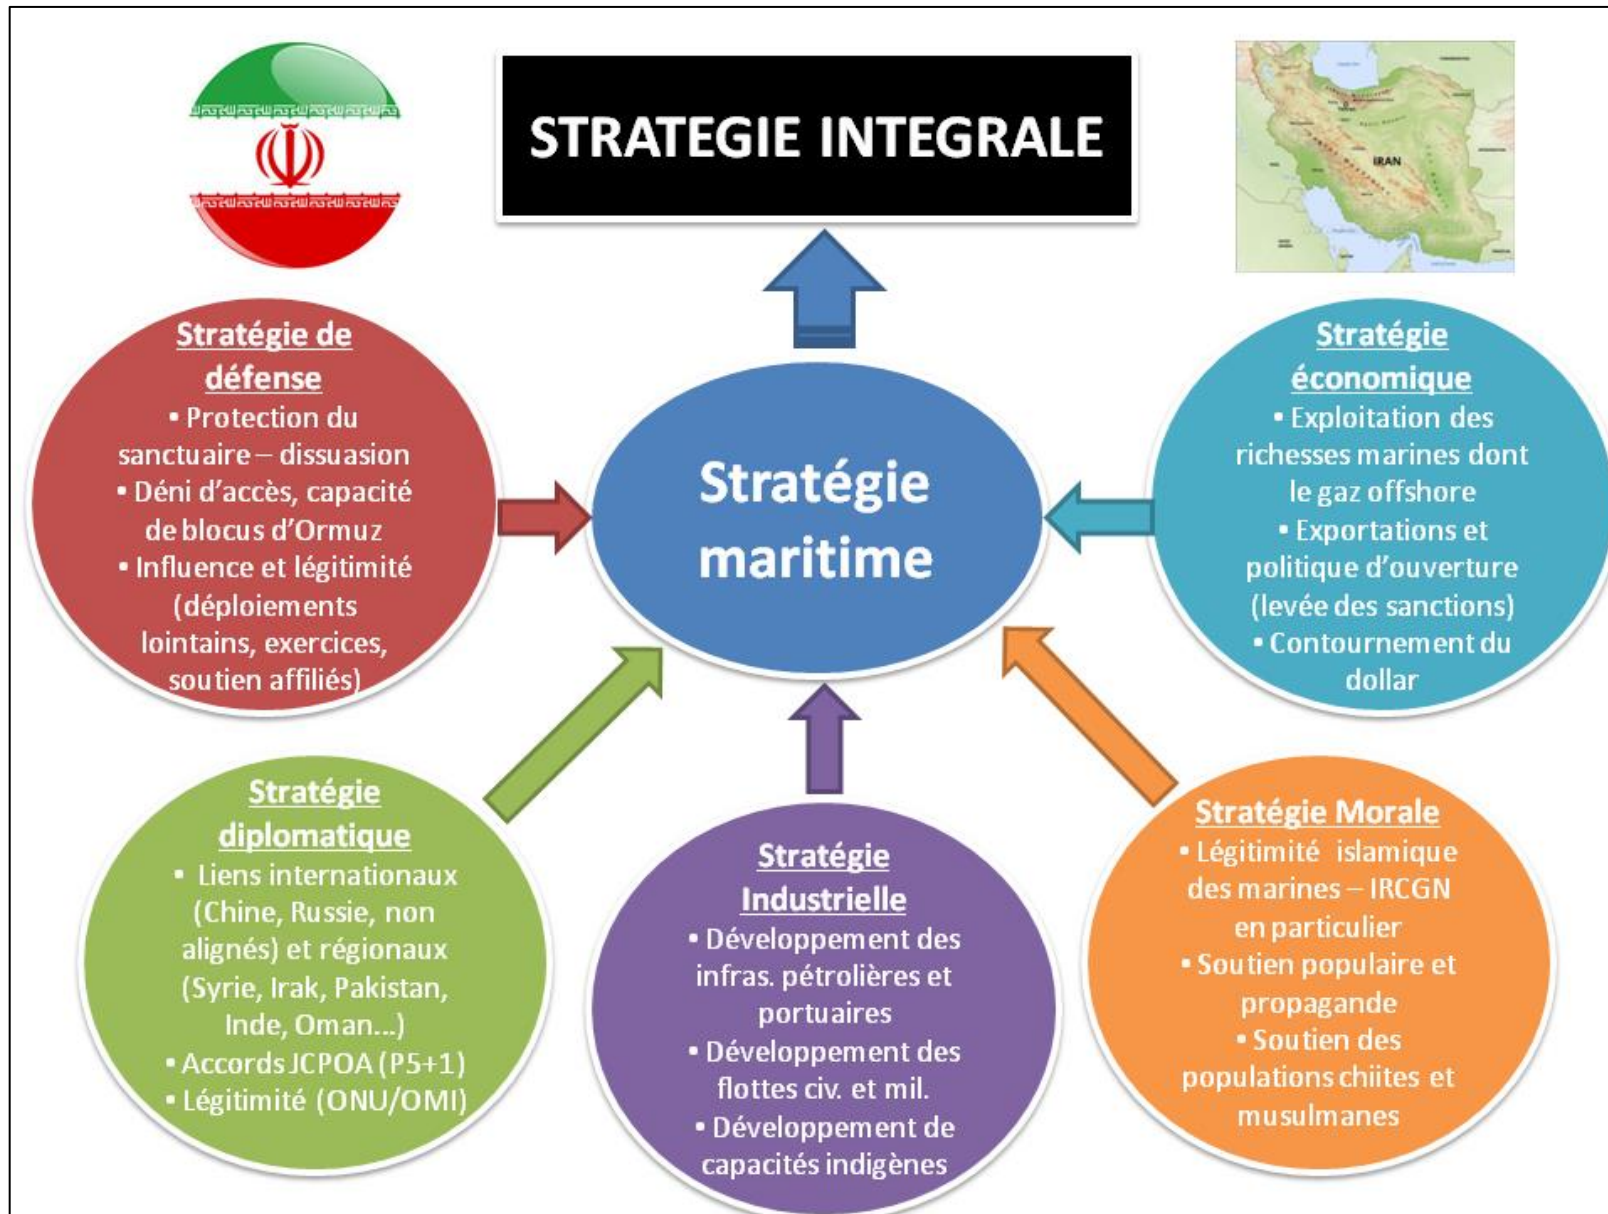 STRATEGIE INTEGRALE
IRAN
Stratégie de
défense
▪ Protection du
sanctuaire – dissuasion
▪ Déni d’accès, capacité
de blocus d’Ormuz
▪ Influence et légitimité
(déploiements
lointains, exercices,
soutien affiliés)
Stratégie
maritime
Stratégie
économique
▪ Exploitation des
richesses marines dont
le gaz offshore
▪ Exportations et
politique d’ouverture
(levée des sanctions)
▪ Contournement du
dollar
Stratégie
diplomatique
▪ Liens internationaux
(Chine, Russie, non
alignés) et régionaux
(Syrie, Irak, Pakistan,
Inde, Oman...)
▪ Accords JCPOA (P5+1)
▪ Légitimité (ONU/OMI)
Stratégie
Industrielle
▪ Développement des
infras. pétrolières et
portuaires
▪ Développement des
flottes civ. et mil.
▪ Développement de
capacités indigènes
Stratégie Morale
▪ Légitimité islamique
des marines – IRCGN
en particulier
▪ Soutien populaire et
propagande
▪ Soutien des
populations chiites et
musulmanes